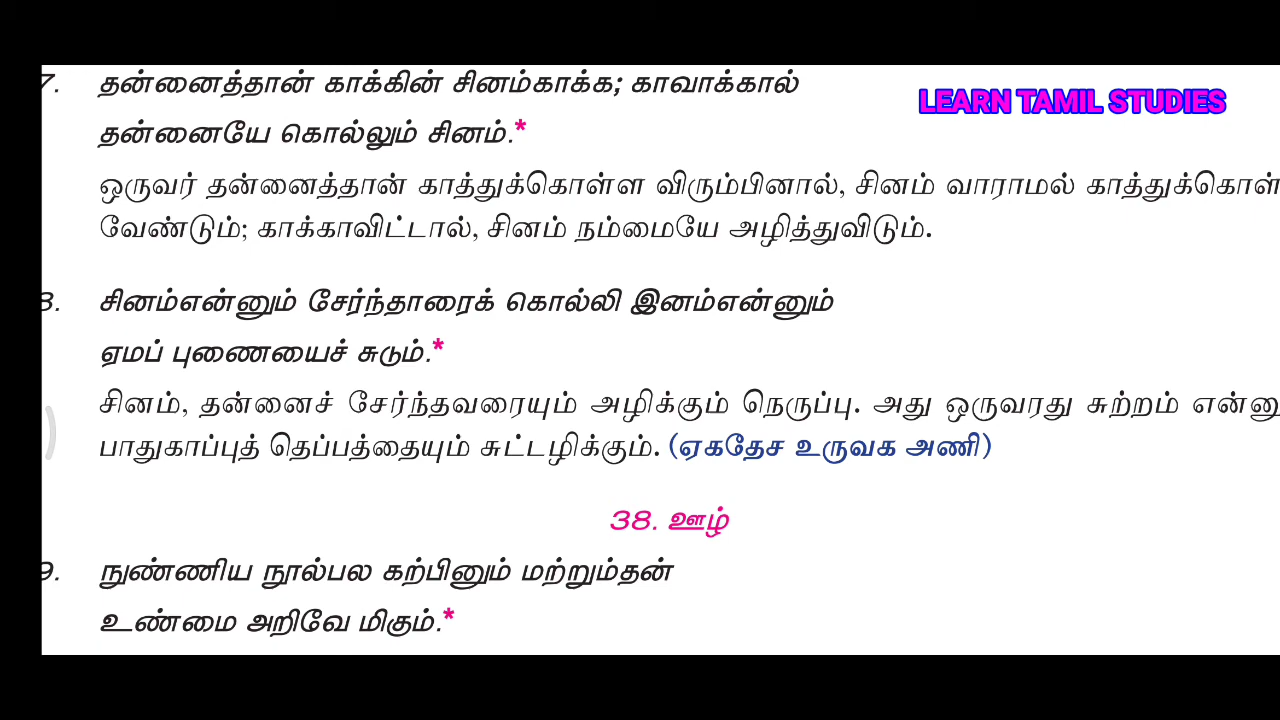 7. தன்னைத்தான் காக்கின் சினம்காக்க; காவாக்கால்
LEARN TAMIL STUDIES
தன்னையே கொல்லும் சினம்.*
ஒருவர் தன்னைத்தான் காத்துக்கொள்ள விரும்பினால், சினம் வாராமல்
வேண்டும்; காக்காவிட்டால், சினம் நம்மையே அழித்துவிடும்.
8. சினம்என்னும் சேர்ந்தாரைக் கொல்லி இனம்என்னும்
ஏமப் புணையைச் சுடும்.*
சினம், தன்னைச் சேர்ந்தவரையும் அழிக்கும் நெருப்பு. அது ஒருவரது சுற்றம்
பாதுகாப்புத் தெப்பத்தையும் சுட்டழிக்கும். (ஏகதேச உருவக அணி)
38. ஊழ்
9. நுண்ணிய நூல்பல கற்பினும் மற்றும்தன்
உண்மை அறிவே மிகும்.*